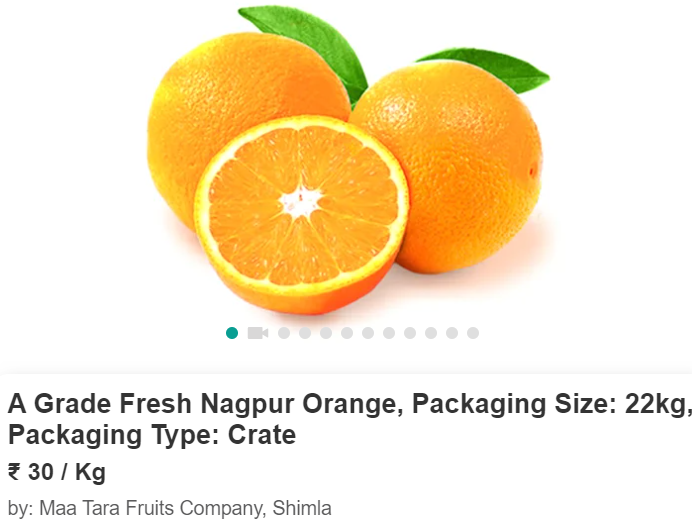 A Grade Fresh Nagpur Orange, Packaging Size: 22kg,
Packaging Type: Crate
₹ 30 / Kg
by: Maa Tara Fruits Company, Shimla